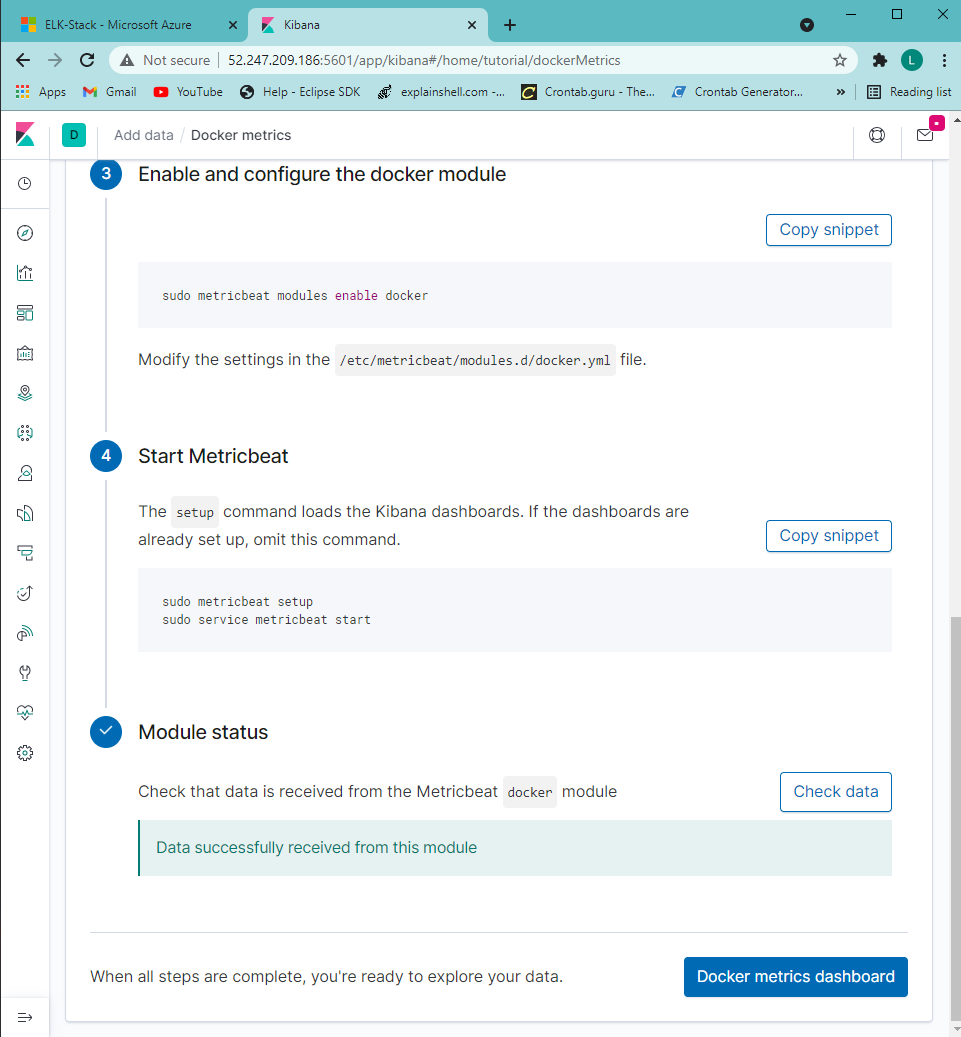 ELK-Stack - Microsoft Azure
Kibana
Not secure
52.247.209.186:5601/app/kibana#/home/tutorial/dockerMetrics
L
Apps
Gmail
YouTube
Help - Eclipse SDK
explainshell.com -...
Crontab.guru - The...
Crontab Generator...
»
Reading list
D
Add data / Docker metrics
3
Enable and configure the docker module
Copy snippet
sudo metricbeat modules enable docker
Modify the settings in the /etc/metricbeat/modules.d/docker.yml file.
4
Start Metricbeat
The setup command loads the Kibana dashboards. If the dashboards are
already set up, omit this command.
Copy snippet
sudo metricbeat setup
sudo service metricbeat start
Module status
Check that data is received from the Metricbeat docker module
Check data
Data successfully received from this module
When all steps are complete, you're ready to explore your data.
Docker metrics dashboard